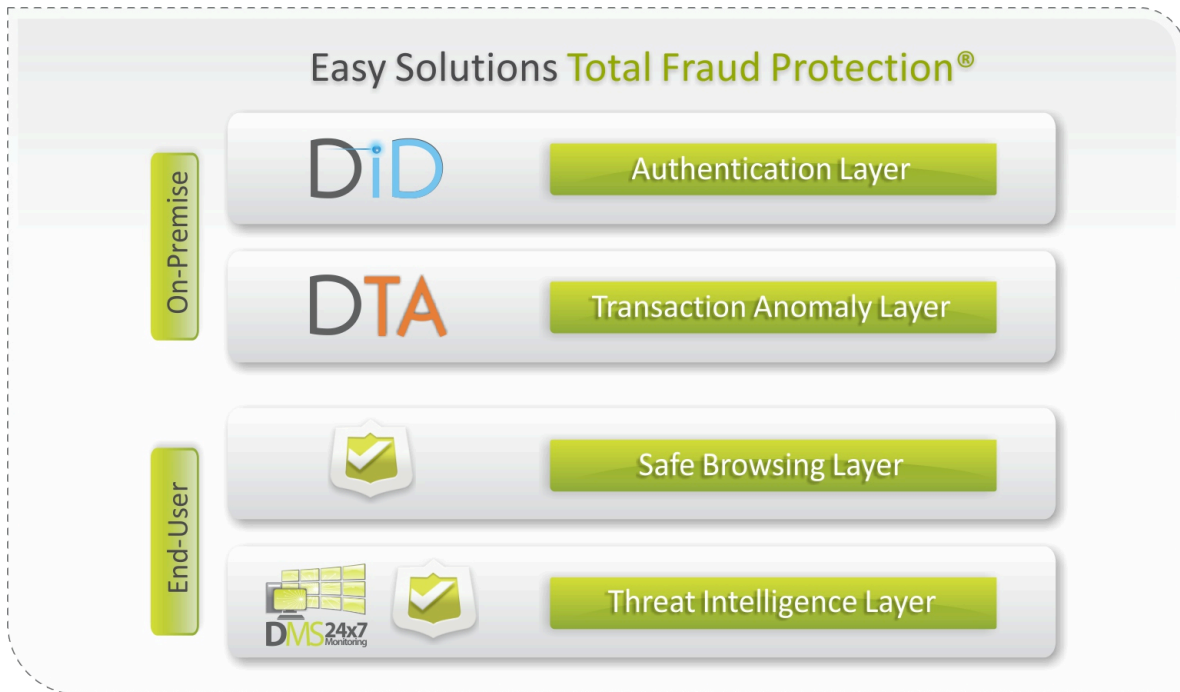 Easy Solutions Total Fraud Protection®
On-Premise
DiD
Authentication Layer
DTA
Transaction Anomaly Layer
End-User
Safe Browsing Layer
DMS 24x7
Monitoring
Threat Intelligence Layer